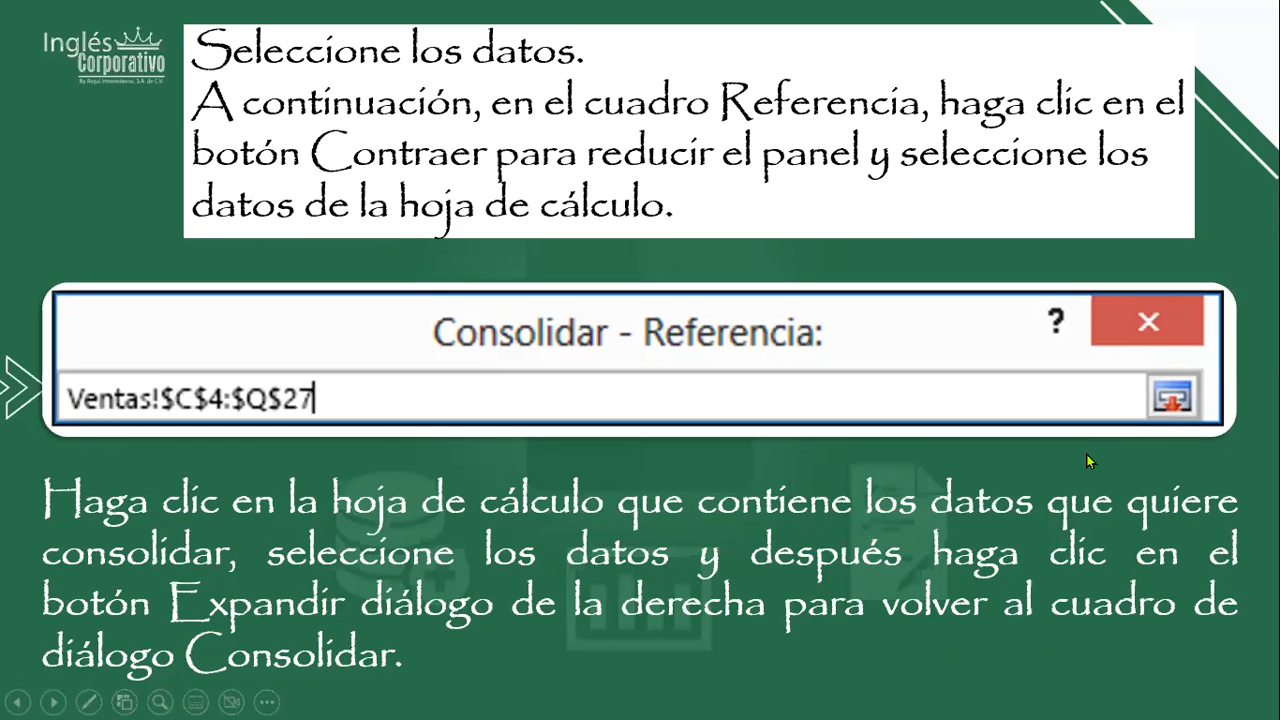 Inglés
Corporativo
Seleccione los datos.
A continuación, en el cuadro Referencia, haga clic en el
botón Contraer para reducir el panel y seleccione los
datos de la hoja de cálculo.
Consolidar - Referencia:
?
Ventas!$C$4:$Q$27
Haga clic en la hoja de cálculo que contiene los datos que quiere
consolidar, seleccione los datos y después haga clic en el
botón Expandir diálogo de la derecha para volver al cuadro de
diálogo Consolidar.